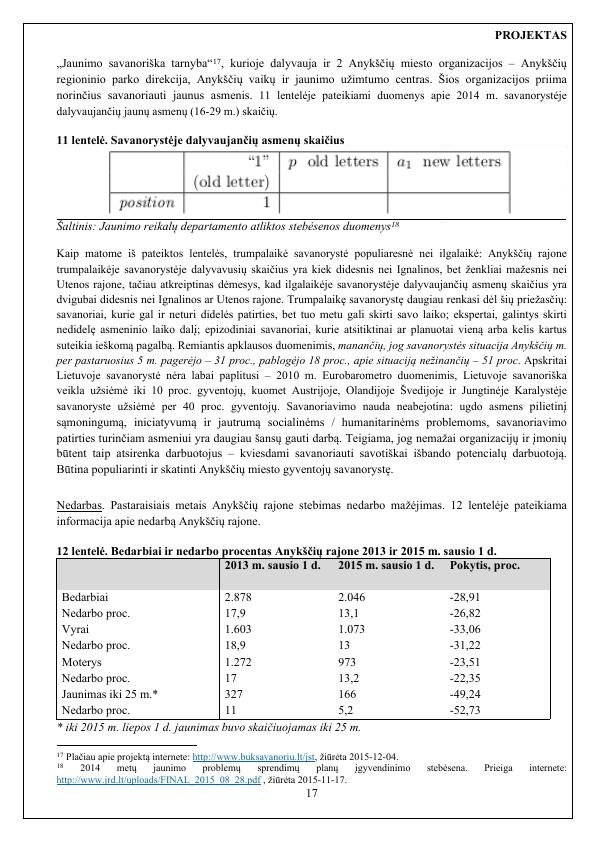 PROJEKTAS
„Jaunimo savanoriška tarnyba“17, kurioje dalyvauja ir 2 Anykščių miesto organizacijos – Anykščių
regioninio parko direkcija, Anykščių vaikų ir jaunimo užimtumo centras. Šios organizacijos priima
norinčius savanoriauti jaunus asmenis. 11 lentelėje pateikiami duomenys apie 2014 m. savanorystėje
dalyvaujančių jaunų asmenų (16-29 m.) skaičių.
11 lentelė. Savanorystėje dalyvaujančių asmenų skaičius
“1” p old letters a1 new letters
(old letter)
position 1
Šaltinis: Jaunimo reikalų departamento atliktos stebėsenos duomenys18
Kaip matome iš pateiktos lentelės, trumpalaikė savanorystė populiaresnė nei ilgalaikė: Anykščių rajone
trumpalaikėje savanorystėje dalyvavusių skaičius yra kiek didesnis nei Ignalinos, bet ženkliai mažesnis nei
Utenos rajone, tačiau atkreiptinas dėmesys, kad ilgalaikėje savanorystėje dalyvaujančių asmenų skaičius yra
dvigubai didesnis nei Ignalinos ar Utenos rajone. Trumpalaikę savanorystę daugiau renkasi dėl šių priežasčių:
savanoriai, kurie gal ir neturi didelės patirties, bet tuo metu gali skirti savo laiko; ekspertai, galintys skirti
nedidelę asmeninio laiko dalį; epizodiniai savanoriai, kurie atsitiktinai ar planuotai vieną arba kelis kartus
suteikia ieškomą pagalbą. Remiantis apklausos duomenimis, manančių, jog savanorystės situacija Anykščių m.
per pastaruosius 5 m. pagerėjo – 31 proc., pablogėjo 18 proc., apie situaciją nežinančių – 51 proc. Apskritai
Lietuvoje savanorystė nėra labai paplitusi – 2010 m. Eurobarometro duomenimis, Lietuvoje savanoriška
veikla užsiėmė iki 10 proc. gyventojų, kuomet Austrijoje, Olandijoje Švedijoje ir Jungtinėje Karalystėje
savanoryste užsiėmė per 40 proc. gyventojų. Savanoriavimo nauda neabejotina: ugdo asmens pilietinį
sąmoningumą, iniciatyvumą ir jautrumą socialinėms / humanitarinėms problemoms, savanoriavimo
patirties turinčiam asmeniui yra daugiau šansų gauti darbą. Teigiama, jog nemažai organizacijų ir įmonių
būtent taip atsirenka darbuotojus – kviesdami savanoriauti savotiškai išbando potencialų darbuotoją.
Būtina populiarinti ir skatinti Anykščių miesto gyventojų savanorystę.
Nedarbas. Pastaraisiais metais Anykščių rajone stebimas nedarbo mažėjimas. 12 lentelėje pateikiama
informacija apie nedarbą Anykščių rajone.
12 lentelė. Bedarbiai ir nedarbo procentas Anykščių rajone 2013 ir 2015 m. sausio 1 d.
2013 m. sausio 1 d. 2015 m. sausio 1 d. Pokytis, proc.
Bedarbiai 2.878 2.046 -28,91
Nedarbo proc. 17,9 13,1 -26,82
Vyrai 1.603 1.073 -33,06
Nedarbo proc. 18,9 13 -31,22
Moterys 1.272 973 -23,51
Nedarbo proc. 17 13,2 -22,35
Jaunimas iki 25 m.* 327 166 -49,24
Nedarbo proc. 11 5,2 -52,73
* iki 2015 m. liepos 1 d. jaunimas buvo skaičiuojamas iki 25 m.
17 Plačiau apie projektą internete: http://www.buksavanoriu.lt/jst, žiūrėta 2015-12-04.
18 2014 metų jaunimo problemų sprendimų planų įgyvendinimo stebėsena. Prieiga internete:
http://www.jrd.lt/uploads/FINAL_2015_08_28.pdf , žiūrėta 2015-11-17.
17